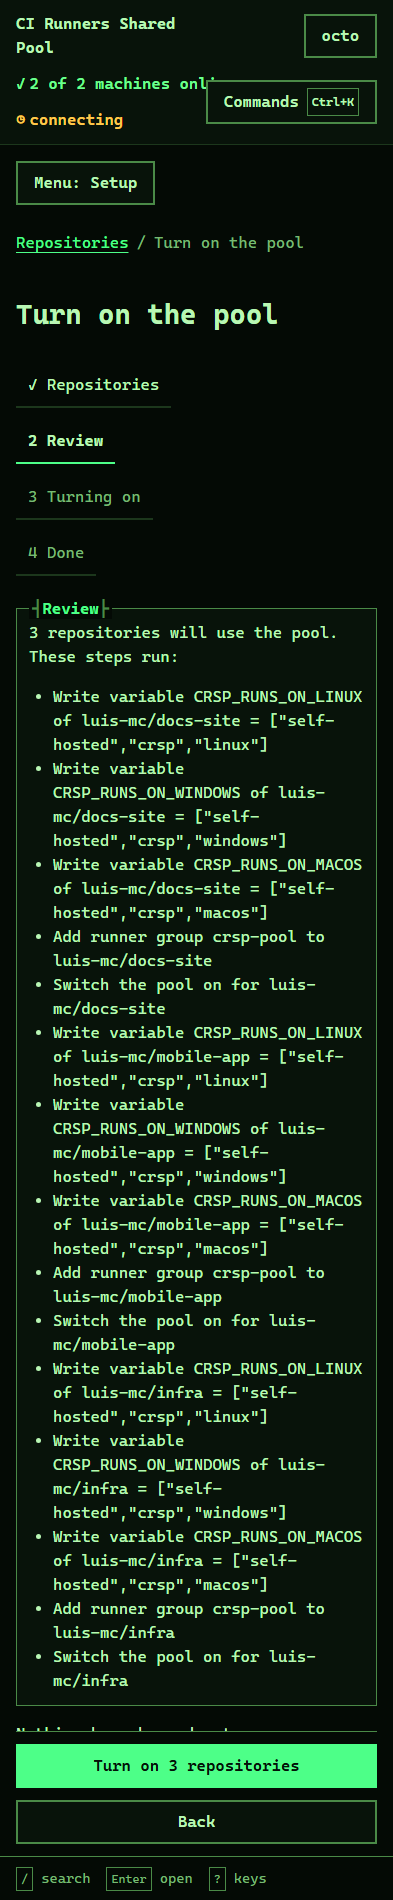 CI Runners Shared
Pool
octo
✓ 2 of 2 machines
Commands Ctrl+K
connecting
Menu: Setup
Repositories / Turn on the pool
Turn on the pool
✓ Repositories
2 Review
3 Turning on
4 Done
Review
3 repositories will use the pool.
These steps run:
• Write variable CRSP_RUNS_ON_LINUX
of luis-mc/docs-site = ["self-
hosted","crsp","linux"]
• Write variable
CRSP_RUNS_ON_WINDOWS of luis-
mc/docs-site = ["self-
hosted","crsp","windows"]
• Write variable CRSP_RUNS_ON_MACOS
of luis-mc/docs-site = ["self-
hosted","crsp","macos"]
• Add runner group crsp-pool to
luis-mc/docs-site
• Switch the pool on for luis-
mc/docs-site
• Write variable CRSP_RUNS_ON_LINUX
of luis-mc/mobile-app = ["self-
hosted","crsp","linux"]
• Write variable
CRSP_RUNS_ON_WINDOWS of luis-
mc/mobile-app = ["self-
hosted","crsp","windows"]
• Write variable CRSP_RUNS_ON_MACOS
of luis-mc/mobile-app = ["self-
hosted","crsp","macos"]
• Add runner group crsp-pool to
luis-mc/mobile-app
• Switch the pool on for luis-
mc/mobile-app
• Write variable CRSP_RUNS_ON_LINUX
of luis-mc/infra = ["self-
hosted","crsp","linux"]
• Write variable
CRSP_RUNS_ON_WINDOWS of luis-
mc/infra = ["self-
hosted","crsp","windows"]
• Write variable CRSP_RUNS_ON_MACOS
of luis-mc/infra = ["self-
hosted","crsp","macos"]
• Add runner group crsp-pool to
luis-mc/infra
• Switch the pool on for luis-
mc/infra
Turn on 3 repositories
Back
/ search Enter open ? keys